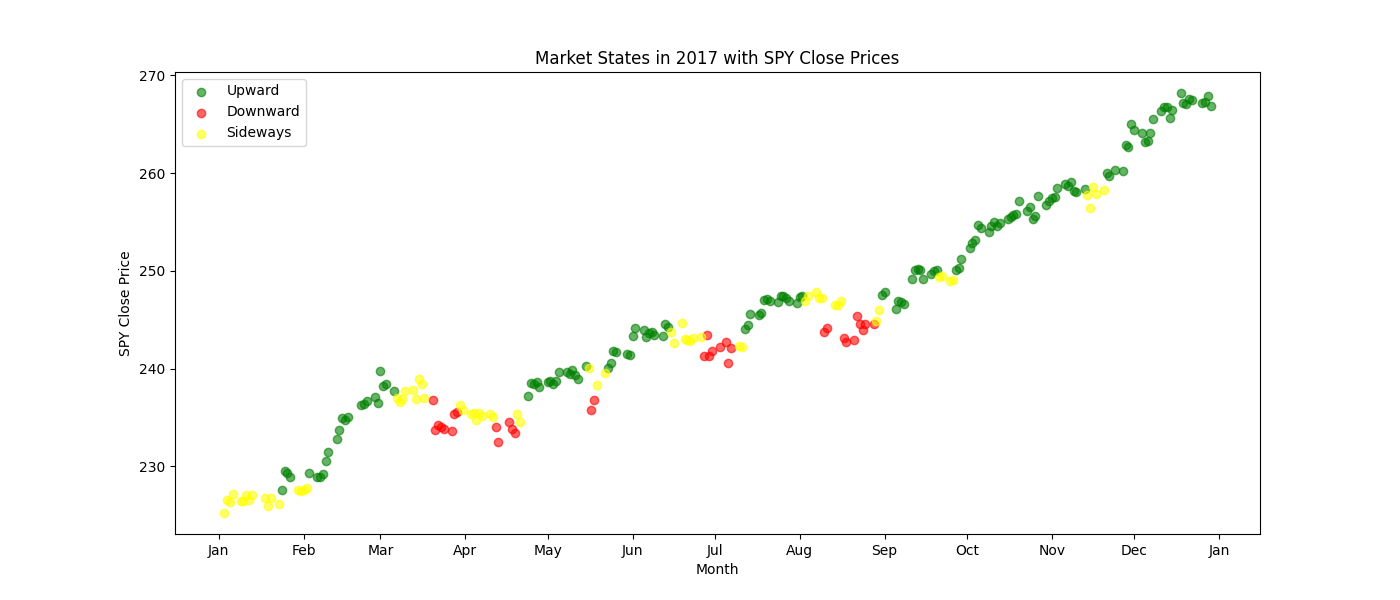 Market States in 2017 with SPY Close Prices
Upward
Downward
Sideways
270
260
250
240
230
SPY Close Price
Jan Feb Mar Apr May Jun Jul Aug Sep Oct Nov Dec Jan
Month